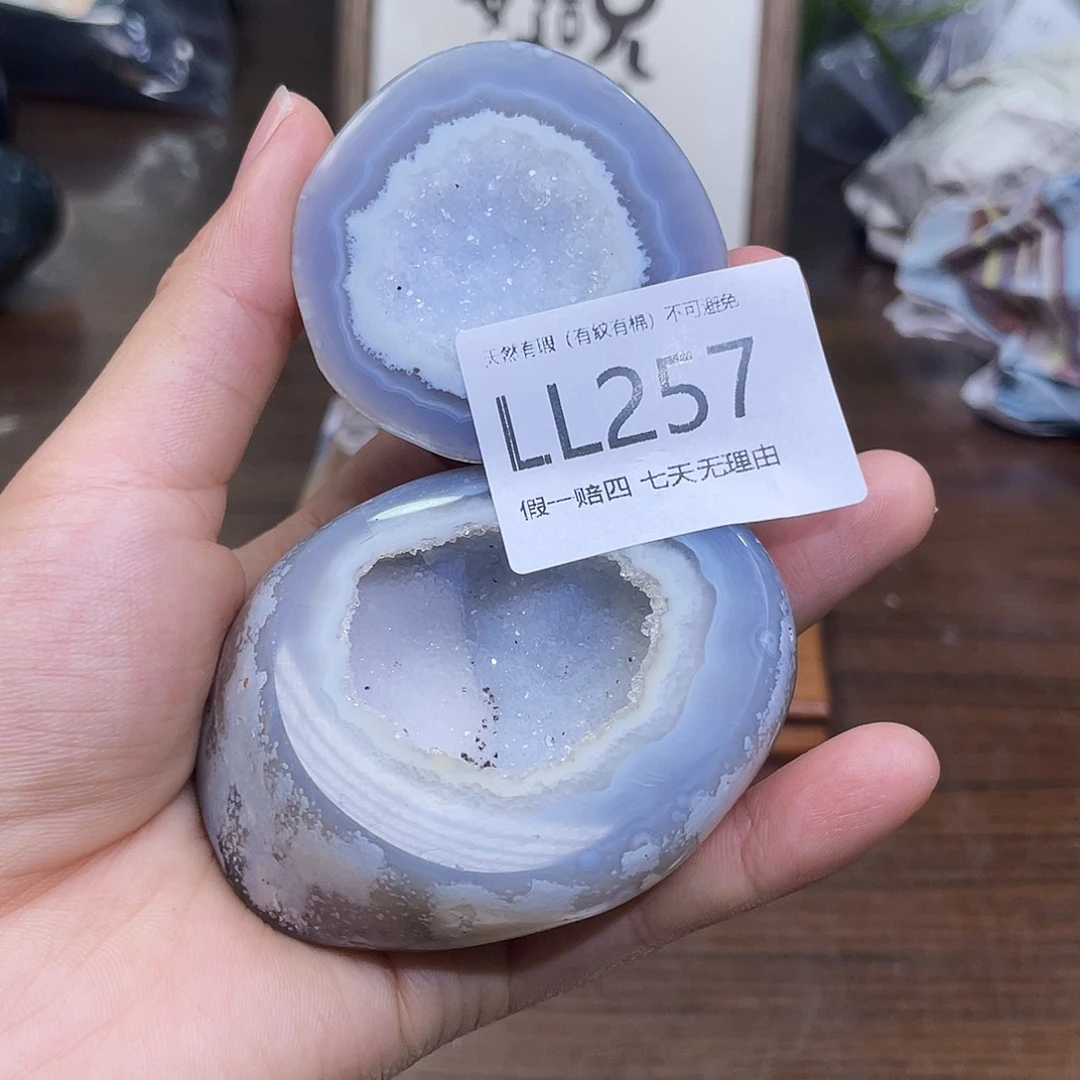 天然有瑕（有紋有棉）不可避免
LL257
假一赔四 七天无理由